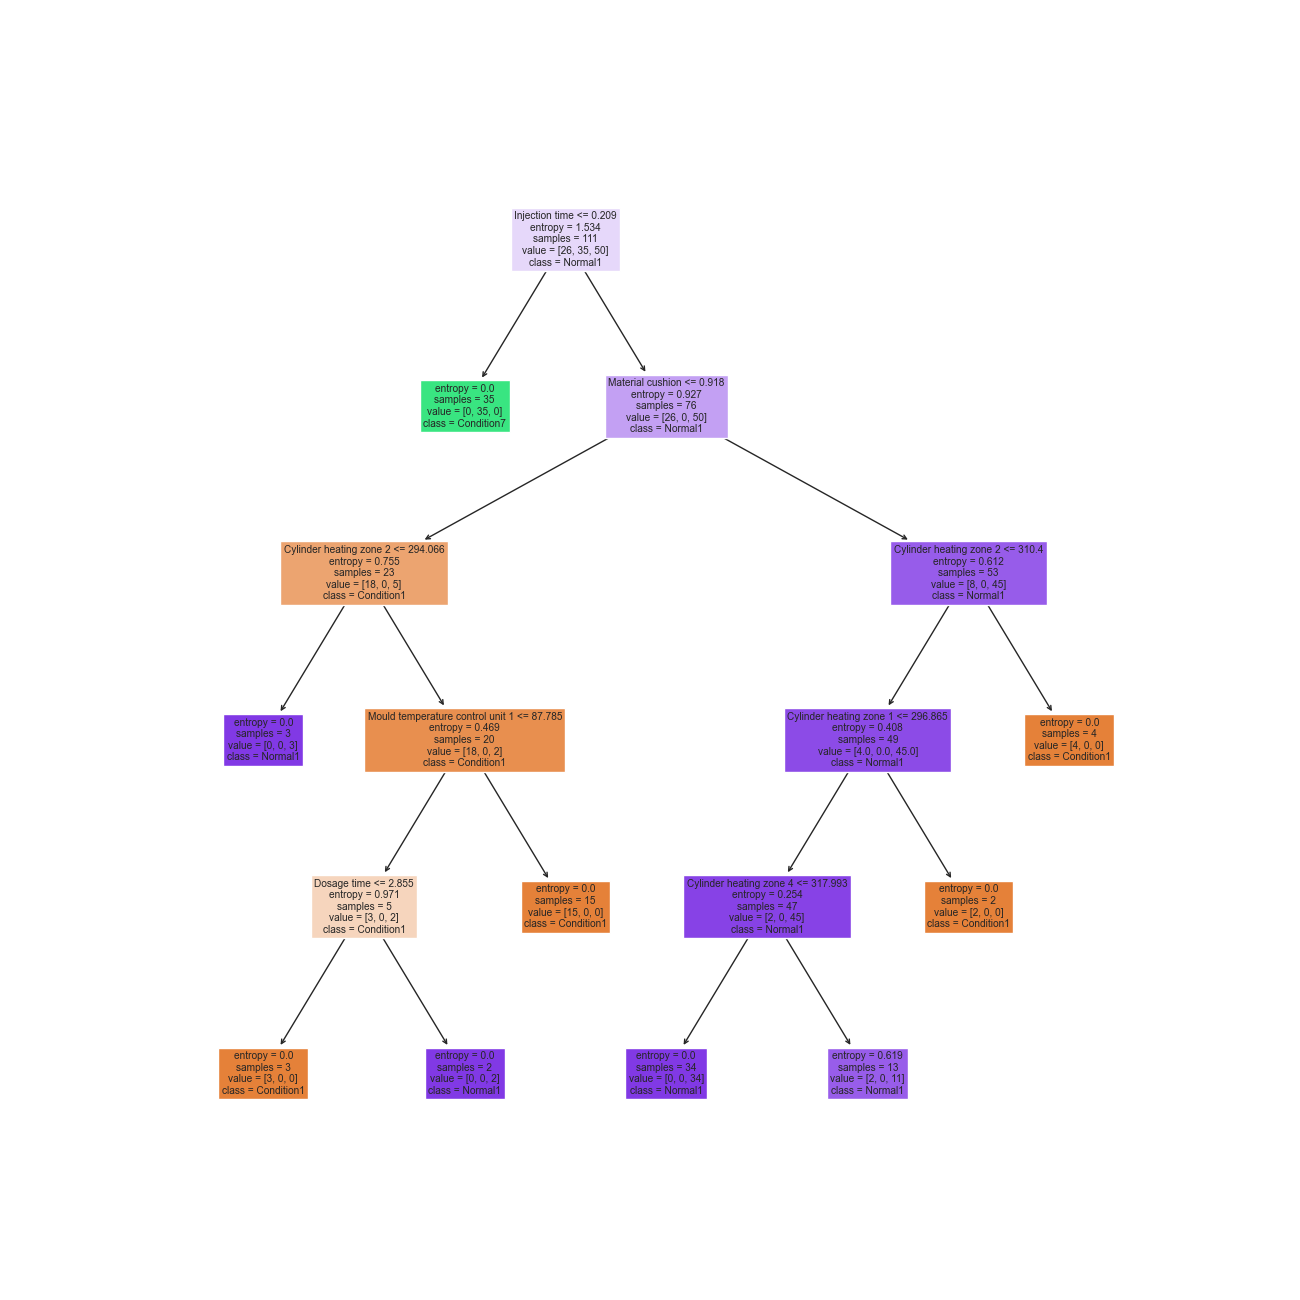 Injection time <= 0.209
entropy = 1.534
samples = 111
value = [26, 35, 50]
class = Normal1
entropy = 0.0
samples = 35
value = [0, 35, 0]
class = Condition7
Material cushion <= 0.918
entropy = 0.927
samples = 76
value = [26, 0, 50]
class = Normal1
Cylinder heating zone 2 <= 294.066
entropy = 0.755
samples = 23
value = [18, 0, 5]
class = Condition1
Cylinder heating zone 2 <= 310.4
entropy = 0.612
samples = 53
value = [8, 0, 45]
class = Normal1
entropy = 0.0
samples = 3
value = [0, 0, 3]
class = Normal1
Mould temperature control unit 1 <= 87.785
entropy = 0.469
samples = 20
value = [18, 0, 2]
class = Condition1
Cylinder heating zone 1 <= 296.865
entropy = 0.408
samples = 49
value = [4.0, 0.0, 45.0]
class = Normal1
entropy = 0.0
samples = 4
value = [4, 0, 0]
class = Condition1
Dosage time <= 2.855
entropy = 0.971
samples = 5
value = [3, 0, 2]
class = Condition1
entropy = 0.0
samples = 15
value = [15, 0, 0]
class = Condition1
Cylinder heating zone 4 <= 317.993
entropy = 0.254
samples = 47
value = [2, 0, 45]
class = Normal1
entropy = 0.0
samples = 2
value = [2, 0, 0]
class = Condition1
entropy = 0.0
samples = 3
value = [3, 0, 0]
class = Condition1
entropy = 0.0
samples = 2
value = [0, 0, 2]
class = Normal1
entropy = 0.0
samples = 34
value = [0, 0, 34]
class = Normal1
entropy = 0.619
samples = 13
value = [2, 0, 11]
class = Normal1